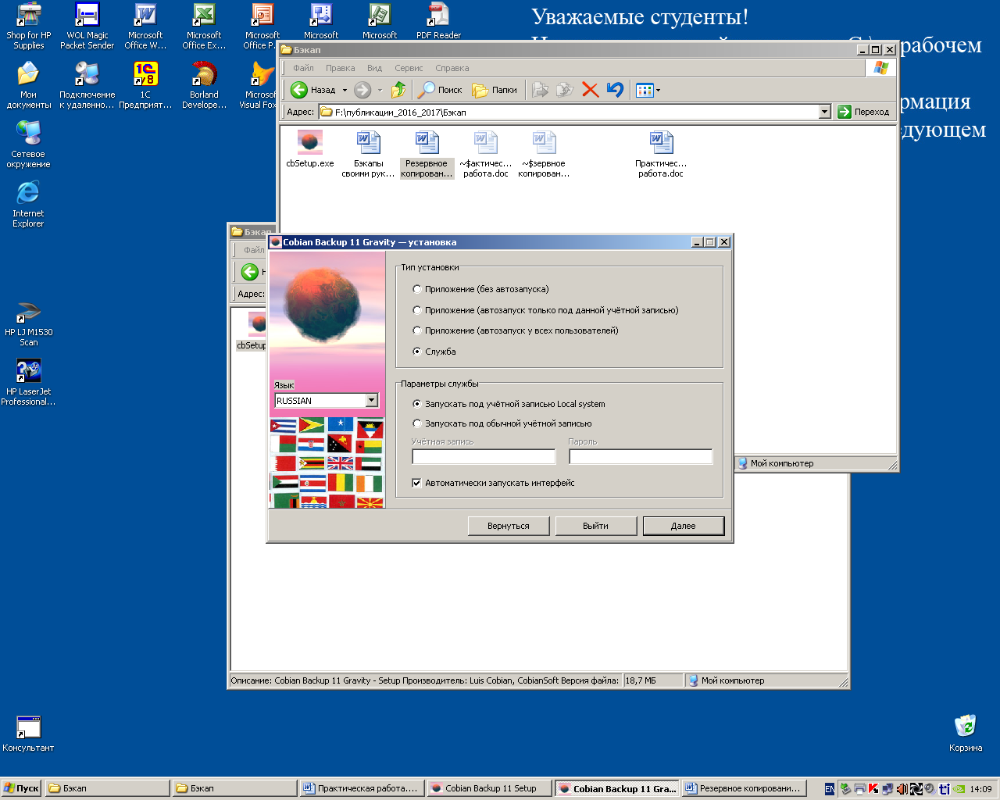 Уважаемые студенты!
рабочем
рмация
едующем
Shop for HP
Supplies
WOL Magic
Packet Sender
Microsoft
Office W...
Microsoft
Office Ex...
Microsoft
Office P...
Microsoft
Microsoft
PDF Reader
Мои
документы
Подключение
к удаленно...
1С
Предприят...
Borland
Develope...
Microsof
Visual Fox
Сетевое
окружение
Internet
Explorer
HP LJ M1530
Scan
HP LaserJet
Professional...
Консультант
Корзина
Бэкап
Файл Правка Вид Сервис Справка
Назад Поиск Папки
Адрес: F:\публикации_2016_2017\Бэкап Переход
cbSetup.exe
Бэкапы
своими рук...
Резервное
копирован...
~$актичес...
работа.doc
~$зервное
копирован...
Практичес...
работа.doc
Мой компьютер
Бэкап
Файл
Адрес:
cbSetup
Cobian Backup 11 Gravity — установка
Тип установки
Приложение (без автозапуска)
Приложение (автозапуск только под данной учётной записью)
Приложение (автозапуск у всех пользователей)
Служба
Язык
RUSSIAN
Параметры службы
Запускать под учётной записью Local system
Запускать под обычной учётной записью
Учётная запись Пароль
Автоматически запускать интерфейс
Вернуться Выйти Далее
Описание: Cobian Backup 11 Gravity - Setup Производитель: Luis Cobian, CobianSoft Версия файла: 18,7 МБ Мой компьютер
Пуск Бэкап Бэкап Практическая работа.... Cobian Backup 11 Setup Cobian Backup 11 Gra... Резервное копировани... EN 14:09